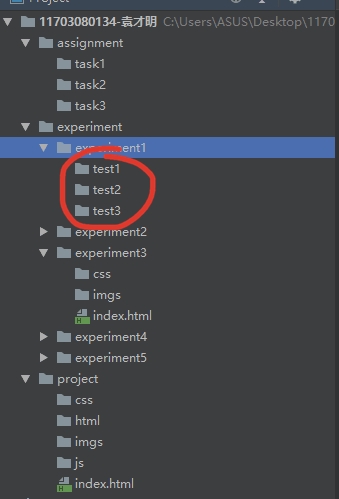 Project
11703080134-袁才明 C:\Users\ASUS\Desktop\1170
assignment
task1
task2
task3
experiment
experiment1
test1
test2
test3
experiment2
experiment3
css
imgs
index.html
experiment4
experiment5
project
css
html
imgs
js
index.html